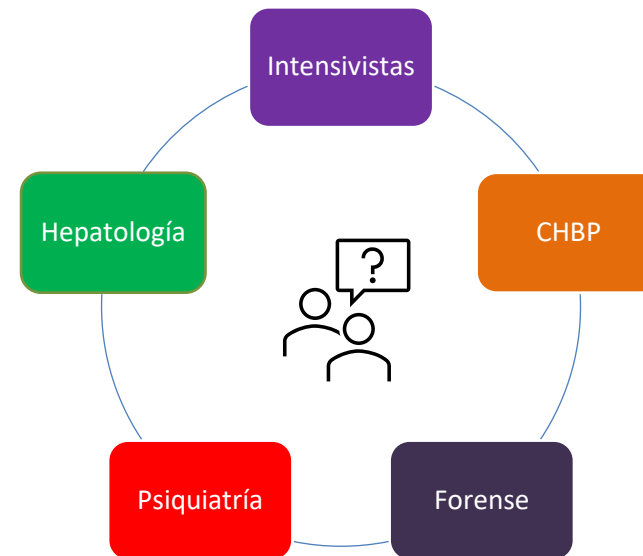 Intensivistas
Hepatología
CHBP
?
Psiquiatría
Forense